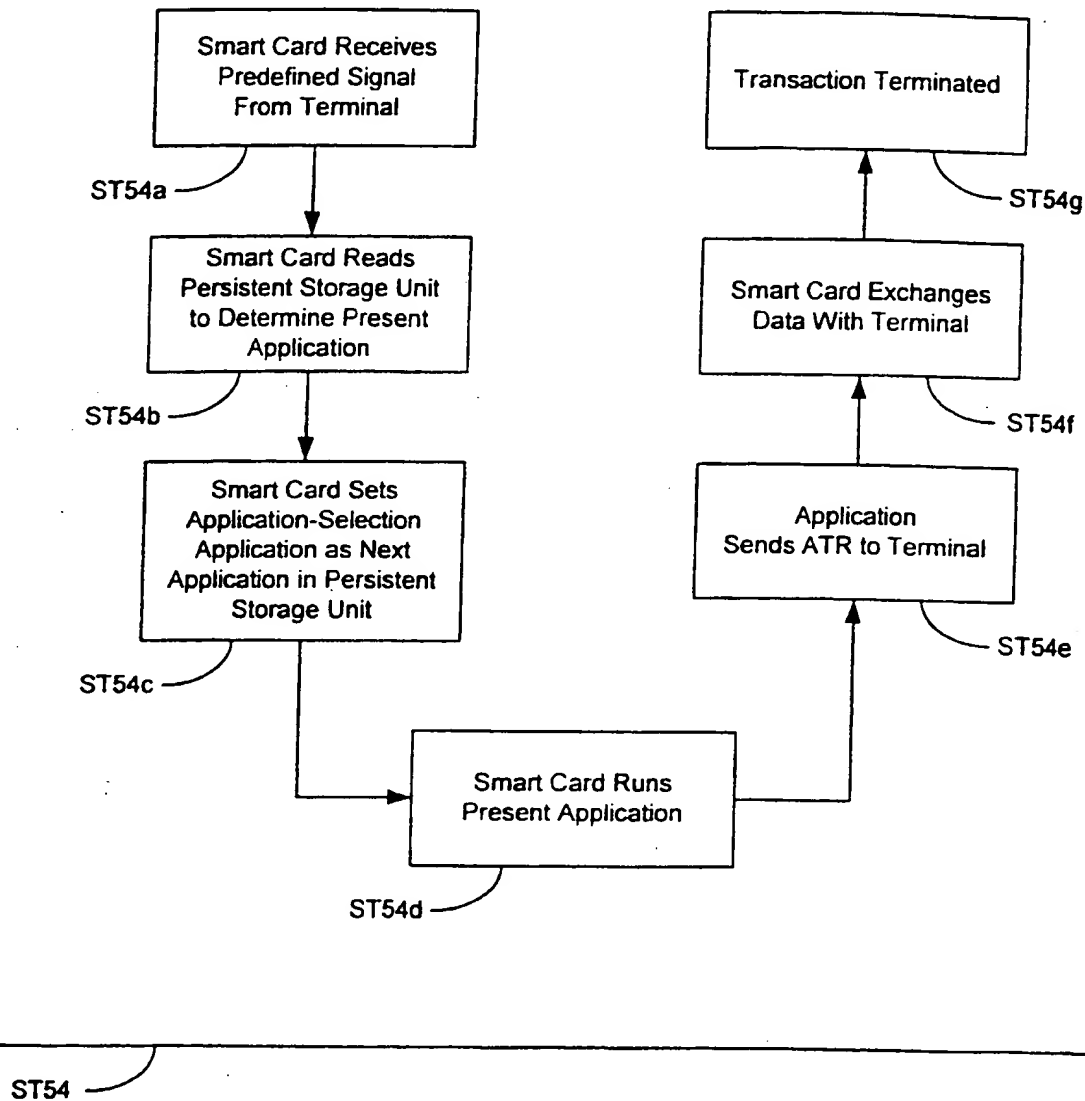 Smart Card Receives
Predefined Signal
From Terminal
ST54a
Smart Card Reads
Persistent Storage Unit
to Determine Present
Application
ST54b
Smart Card Sets
Application-Selection
Application as Next
Application in Persistent
Storage Unit
ST54c
Smart Card Runs
Present Application
ST54d
Application
Sends ATR to Terminal
ST54e
Smart Card Exchanges
Data With Terminal
ST54f
Transaction Terminated
ST54g
ST54